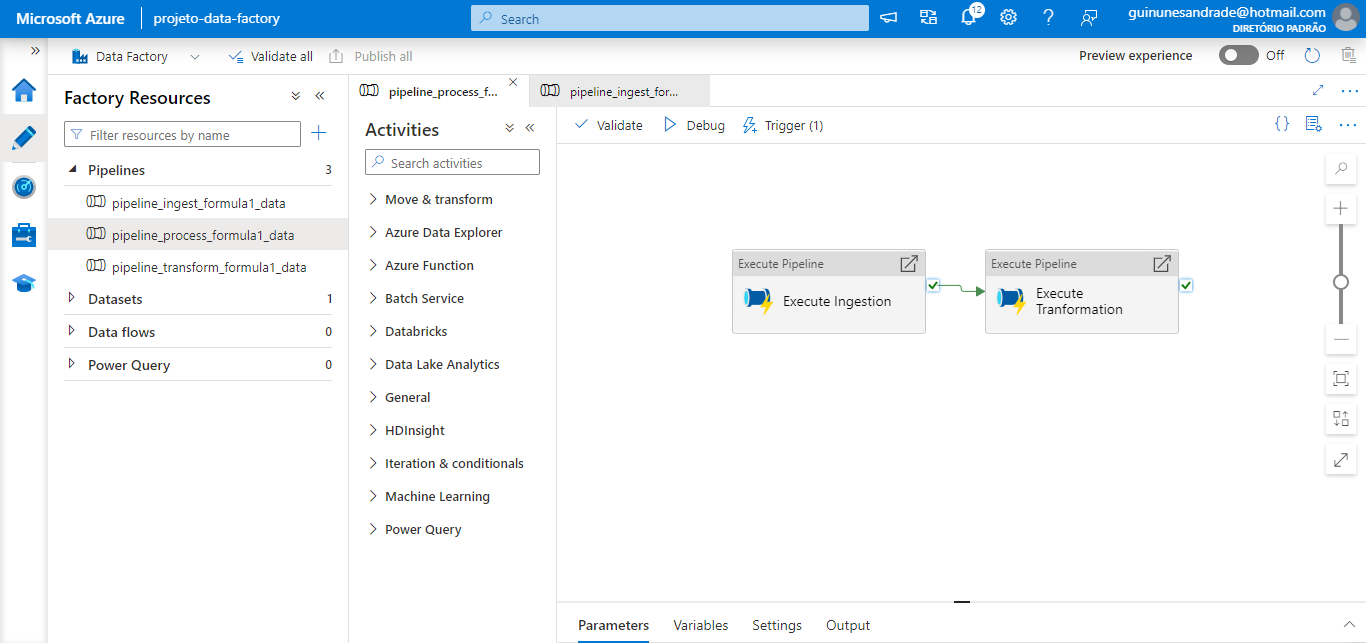 Microsoft Azure
projeto-data-factory
Search
12
guinunesandrade@hotmail.com
DIRETÓRIO PADRÃO
Data Factory
Validate all
Publish all
Preview experience
Off
Factory Resources
Filter resources by name
Pipelines
3
pipeline_ingest_formula1_data
pipeline_process_formula1_data
pipeline_transform_formula1_data
Datasets
1
Data flows
0
Power Query
0
pipeline_process_f...
pipeline_ingest_for...
Activities
Search activities
Move & transform
Azure Data Explorer
Azure Function
Batch Service
Databricks
Data Lake Analytics
General
HDInsight
Iteration & conditionals
Machine Learning
Power Query
Validate
Debug
Trigger (1)
Execute Pipeline
Execute Ingestion
Execute Pipeline
Execute
Tranformation
Parameters
Variables
Settings
Output